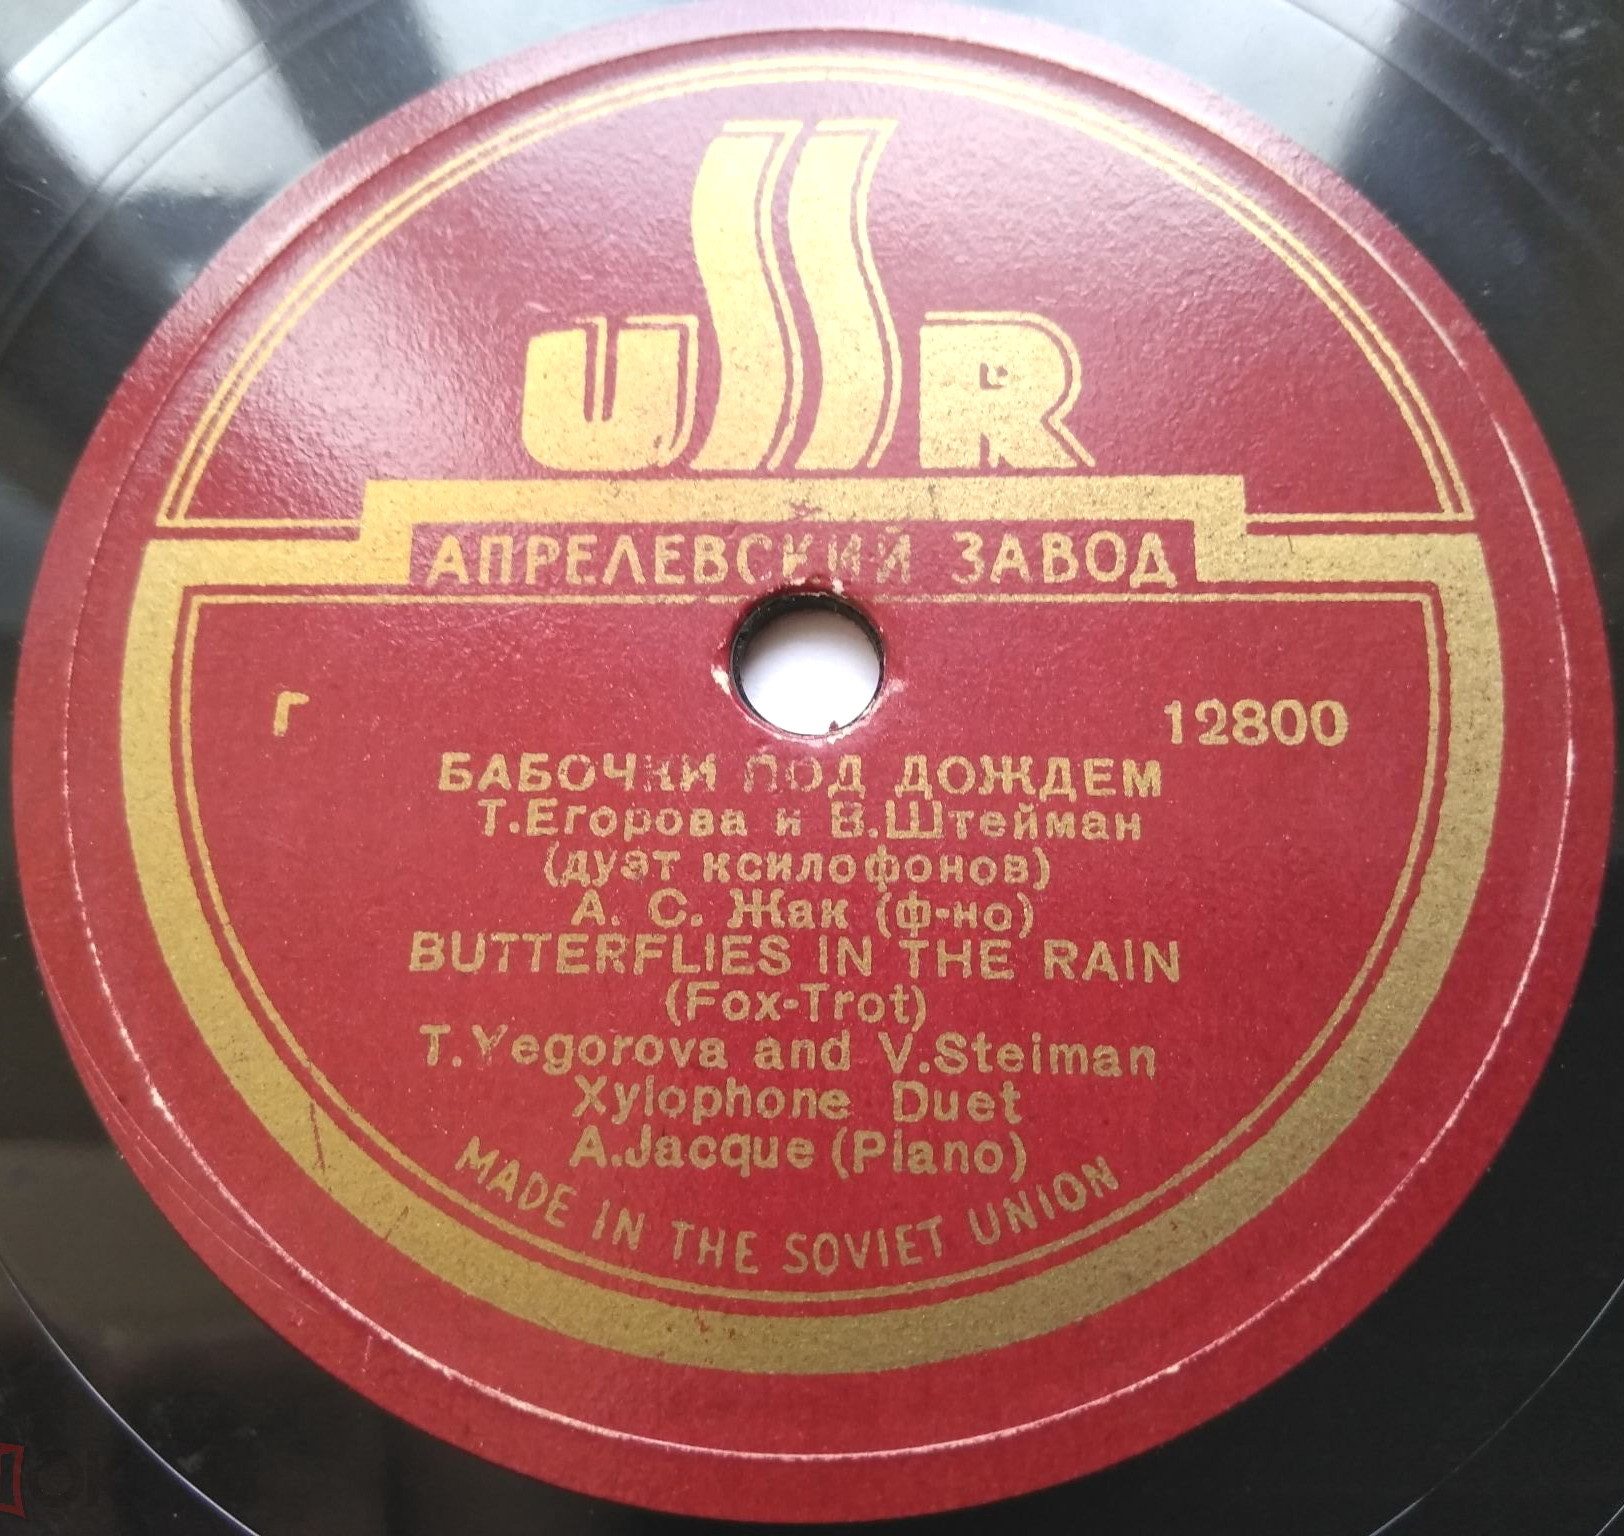 USSR
АПРЕЛЕВСКИЙ ЗАВОД
Г 12800
БАБОЧКИ ПОД ДОЖДЕМ
Т.Егорова и В.Штейман
(дуэт ксилофонов)
А. С. Жак (ф-но)
BUTTERFLIES IN THE RAIN
(Fox-Trot)
T.Yegorova and V.Steiman
Xylophone Duet
A.Jacque (Piano)
MADE IN THE SOVIET UNION